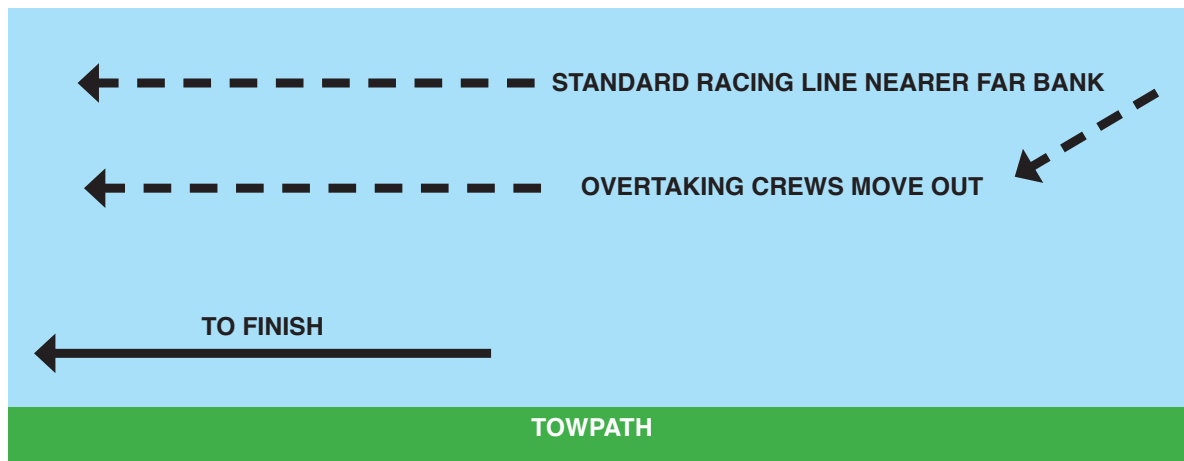 STANDARD RACING LINE NEARER FAR BANK
OVERTAKING CREWS MOVE OUT
TO FINISH
TOWPATH